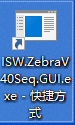 ISW.ZebraV
40Seq.GUI.e
xe - 快捷方
式